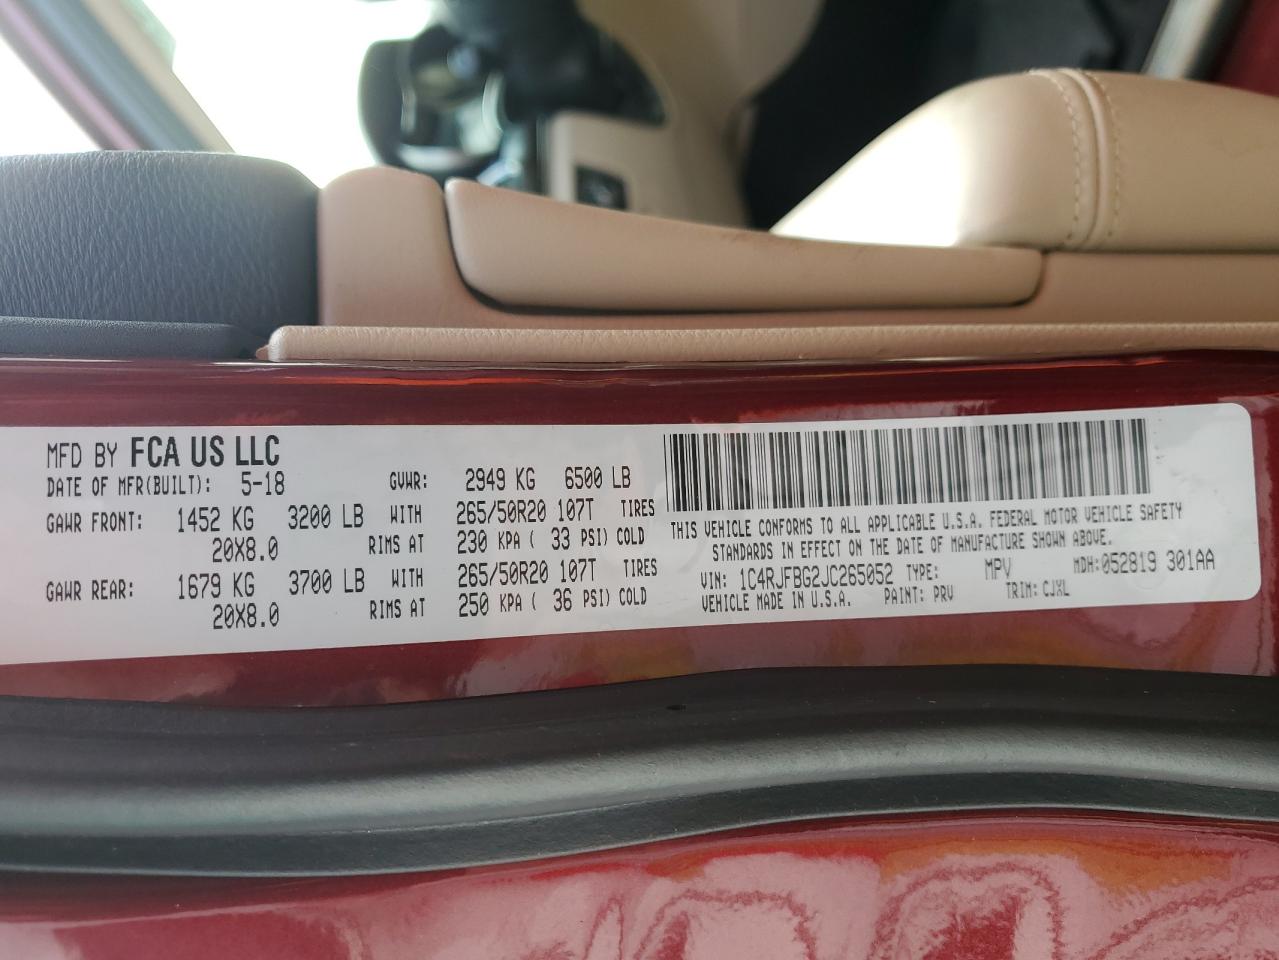 MFD BY FCA US LLC
DATE OF MFR(BUILT): 5-18 GVWR: 2949 KG 6500 LB
GAWR FRONT: 1452 KG 3200 LB WITH 265/50R20 107T TIRES
20X8.0 RIMS AT 230 KPA ( 33 PSI) COLD
GAWR REAR: 1679 KG 3700 LB WITH 265/50R20 107T TIRES
20X8.0 RIMS AT 250 KPA ( 36 PSI) COLD
THIS VEHICLE CONFORMS TO ALL APPLICABLE U.S.A. FEDERAL MOTOR VEHICLE SAFETY
STANDARDS IN EFFECT ON THE DATE OF MANUFACTURE SHOWN ABOVE.
VIN: 1C4RJFBG2JC265052 TYPE: MPV MDH: 052819 301AA
VEHICLE MADE IN U.S.A. PAINT: PRV TRIM: CJXL